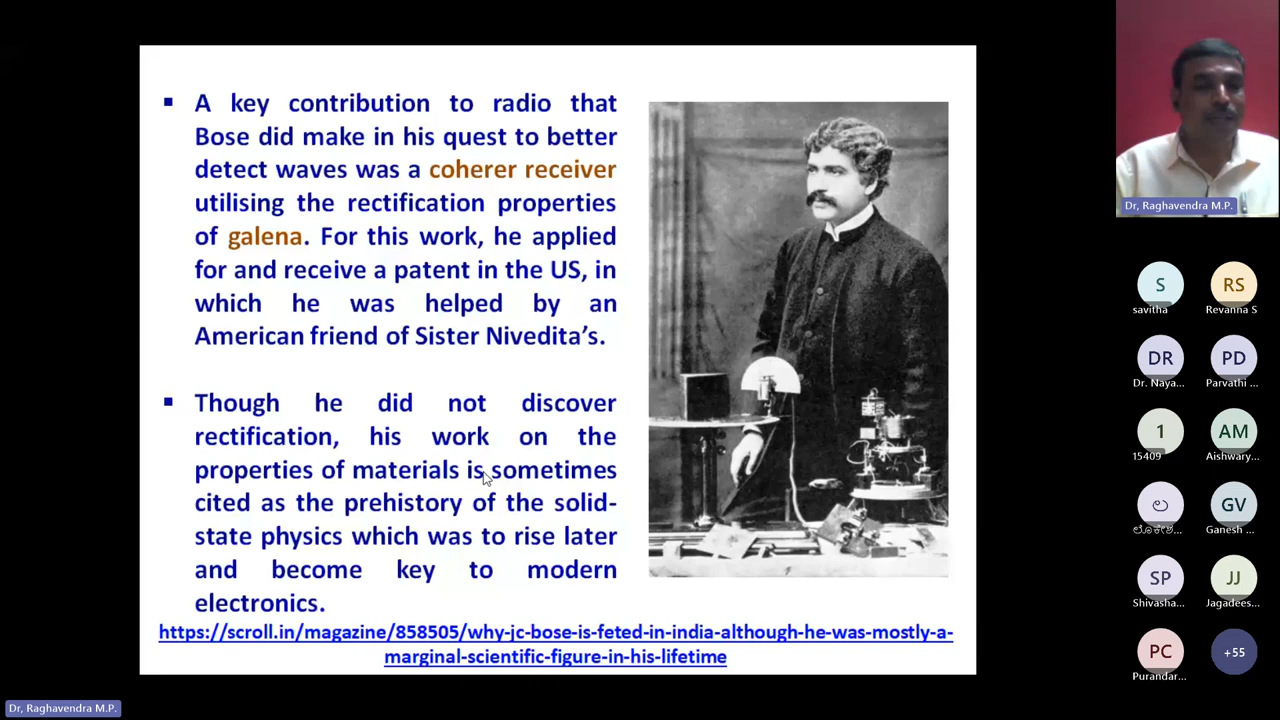 ▪ A key contribution to radio that
Bose did make in his quest to better
detect waves was a coherer receiver
utilising the rectification properties
of galena. For this work, he applied
for and receive a patent in the US, in
which he was helped by an
American friend of Sister Nivedita’s.
▪ Though he did not discover
rectification, his work on the
properties of materials is sometimes
cited as the prehistory of the solid-
state physics which was to rise later
and become key to modern
electronics.
https://scroll.in/magazine/858505/why-jc-bose-is-feted-in-india-although-he-was-mostly-a-
marginal-scientific-figure-in-his-lifetime
Dr, Raghavendra M.P.
S RS
savitha Revanna S
DR PD
Dr. Naya... Parvathi ...
1 AM
15409 Aishwary...
ಲ GV
ಲೋಕೇಶ... Ganesh ...
SP JJ
Shivasha... Jagadees...
PC +55
Purandar...
Dr, Raghavendra M.P.